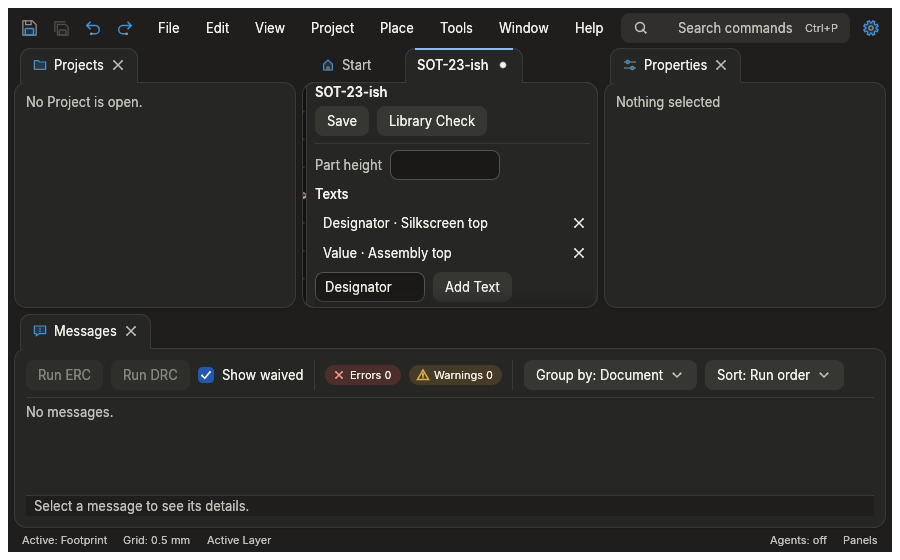 File Edit View Project Place Tools Window Help Search commands Ctrl+P
Projects
Start
SOT-23-ish
Properties
No Project is open.
SOT-23-ish
Save Library Check
Part height
Texts
Designator · Silkscreen top
Value · Assembly top
Designator Add Text
Nothing selected
Messages
Run ERC Run DRC Show waived Errors 0 Warnings 0 Group by: Document Sort: Run order
No messages.
Select a message to see its details.
Active: Footprint Grid: 0.5 mm Active Layer Agents: off Panels